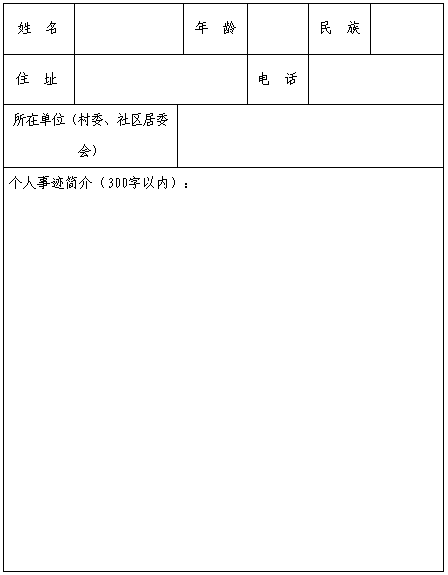 姓 名 年 龄 民 族
住 址 电 话
所在单位（村委、社区居委
会）
个人事迹简介（300字以内）：